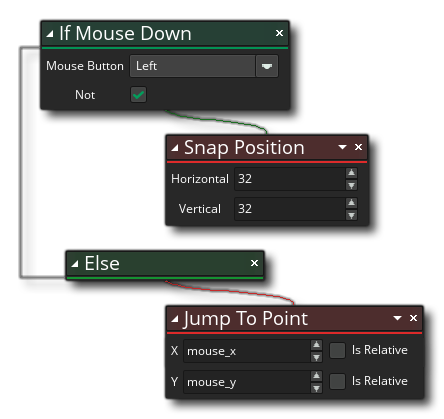 If Mouse Down
Mouse Button Left
Not
Snap Position
Horizontal 32
Vertical 32
Else
Jump To Point
X mouse_x Is Relative
Y mouse_y Is Relative